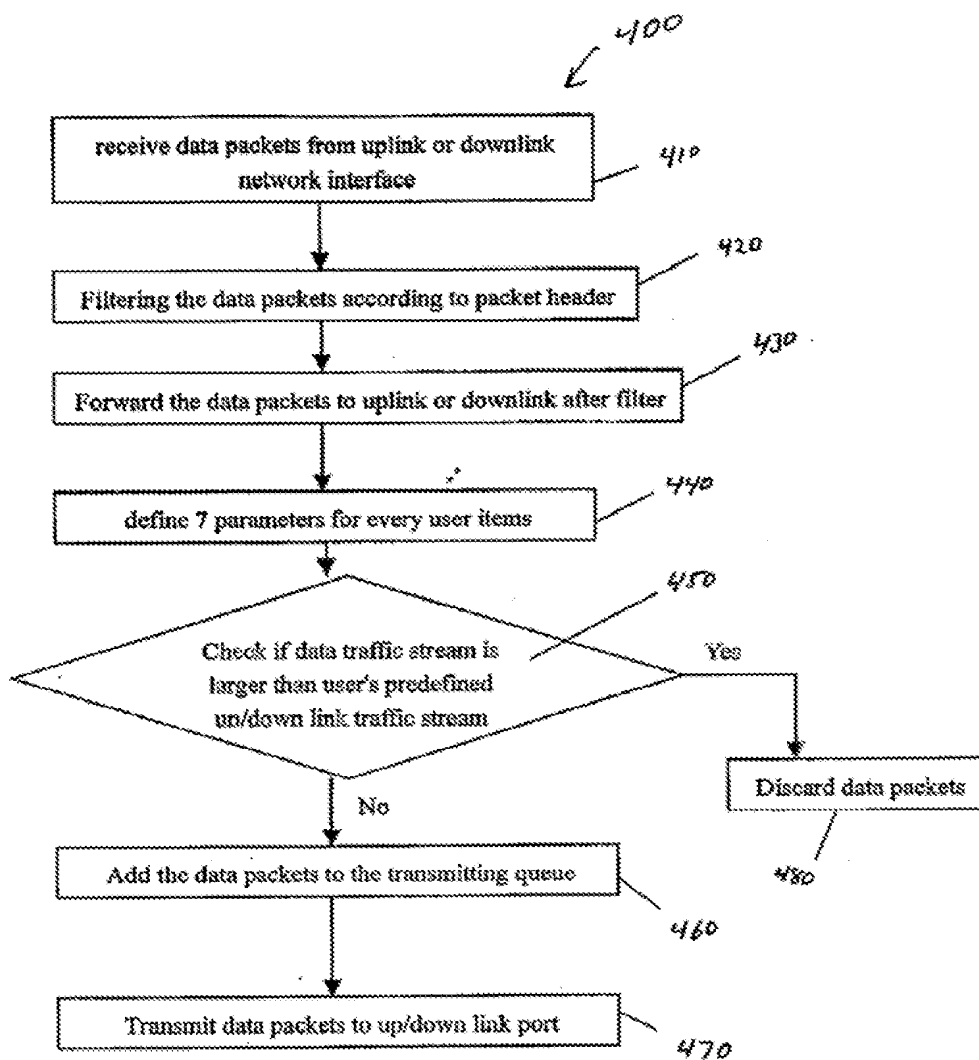 400
receive data packets from uplink or downlink
network interface
410
420
Filtering the data packets according to packet header
430
Forward the data packets to uplink or downlink after filter
440
define 7 parameters for every user items
450
Check if data traffic stream is
larger than user's predefined
up/down link traffic stream
Yes
No
Discard data packets
480
Add the data packets to the transmitting queue
460
Transmit data packets to up/down link port
470